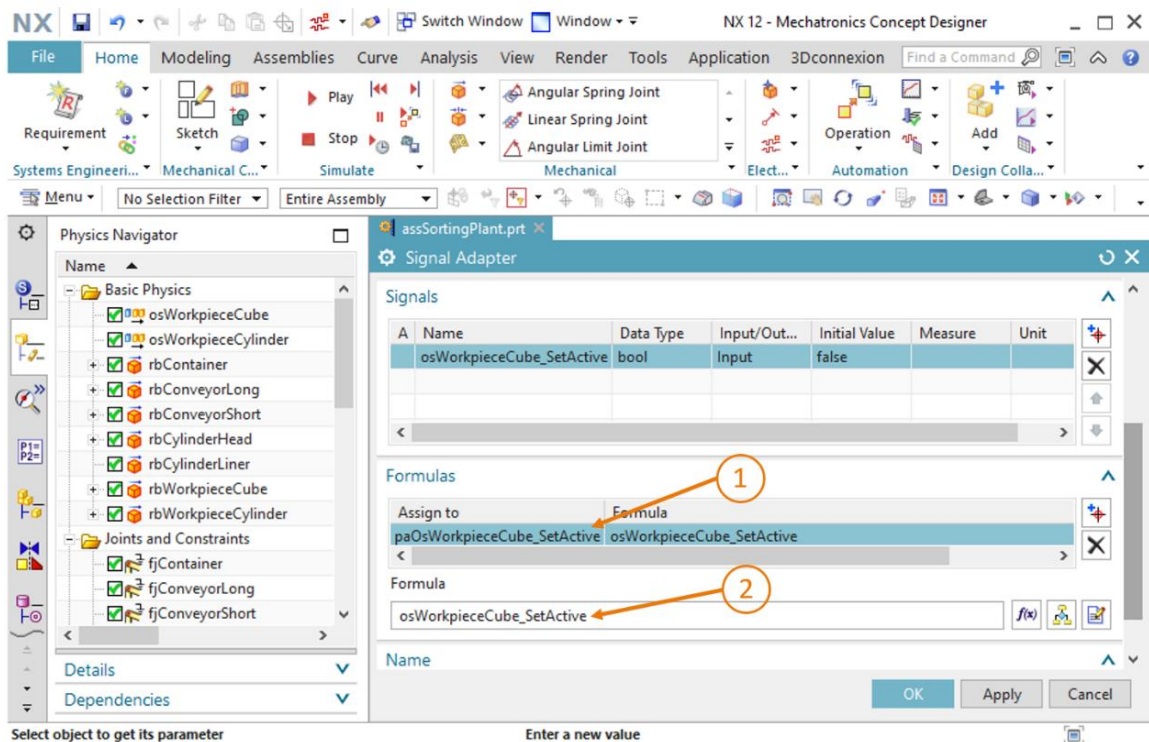 NX Switch Window Window NX 12 - Mechatronics Concept Designer
File Home Modeling Assemblies Curve Analysis View Render Tools Application 3Dconnexion Find a Command
Requirement Sketch Play Stop Angular Spring Joint Operation Add
Linear Spring Joint
Angular Limit Joint
Systems Engineeri... Mechanical C... Simulate Mechanical Elect... Automation Design Colla...
Menu No Selection Filter Entire Assembly
Physics Navigator
Name
Basic Physics
osWorkpieceCube
osWorkpieceCylinder
rbContainer
rbConveyorLong
rbConveyorShort
rbCylinderHead
rbCylinderLiner
rbWorkpieceCube
rbWorkpieceCylinder
Joints and Constraints
fjContainer
fjConveyorLong
fjConveyorShort
Details
Dependencies
assSortingPlant.prt
Signal Adapter
Signals
A Name Data Type Input/Out... Initial Value Measure Unit
osWorkpieceCube_SetActive bool Input false
Formulas
1
Assign to Formula
paOsWorkpieceCube_SetActive osWorkpieceCube_SetActive
Formula
2
osWorkpieceCube_SetActive f(x)
Name
OK Apply Cancel
Select object to get its parameter Enter a new value